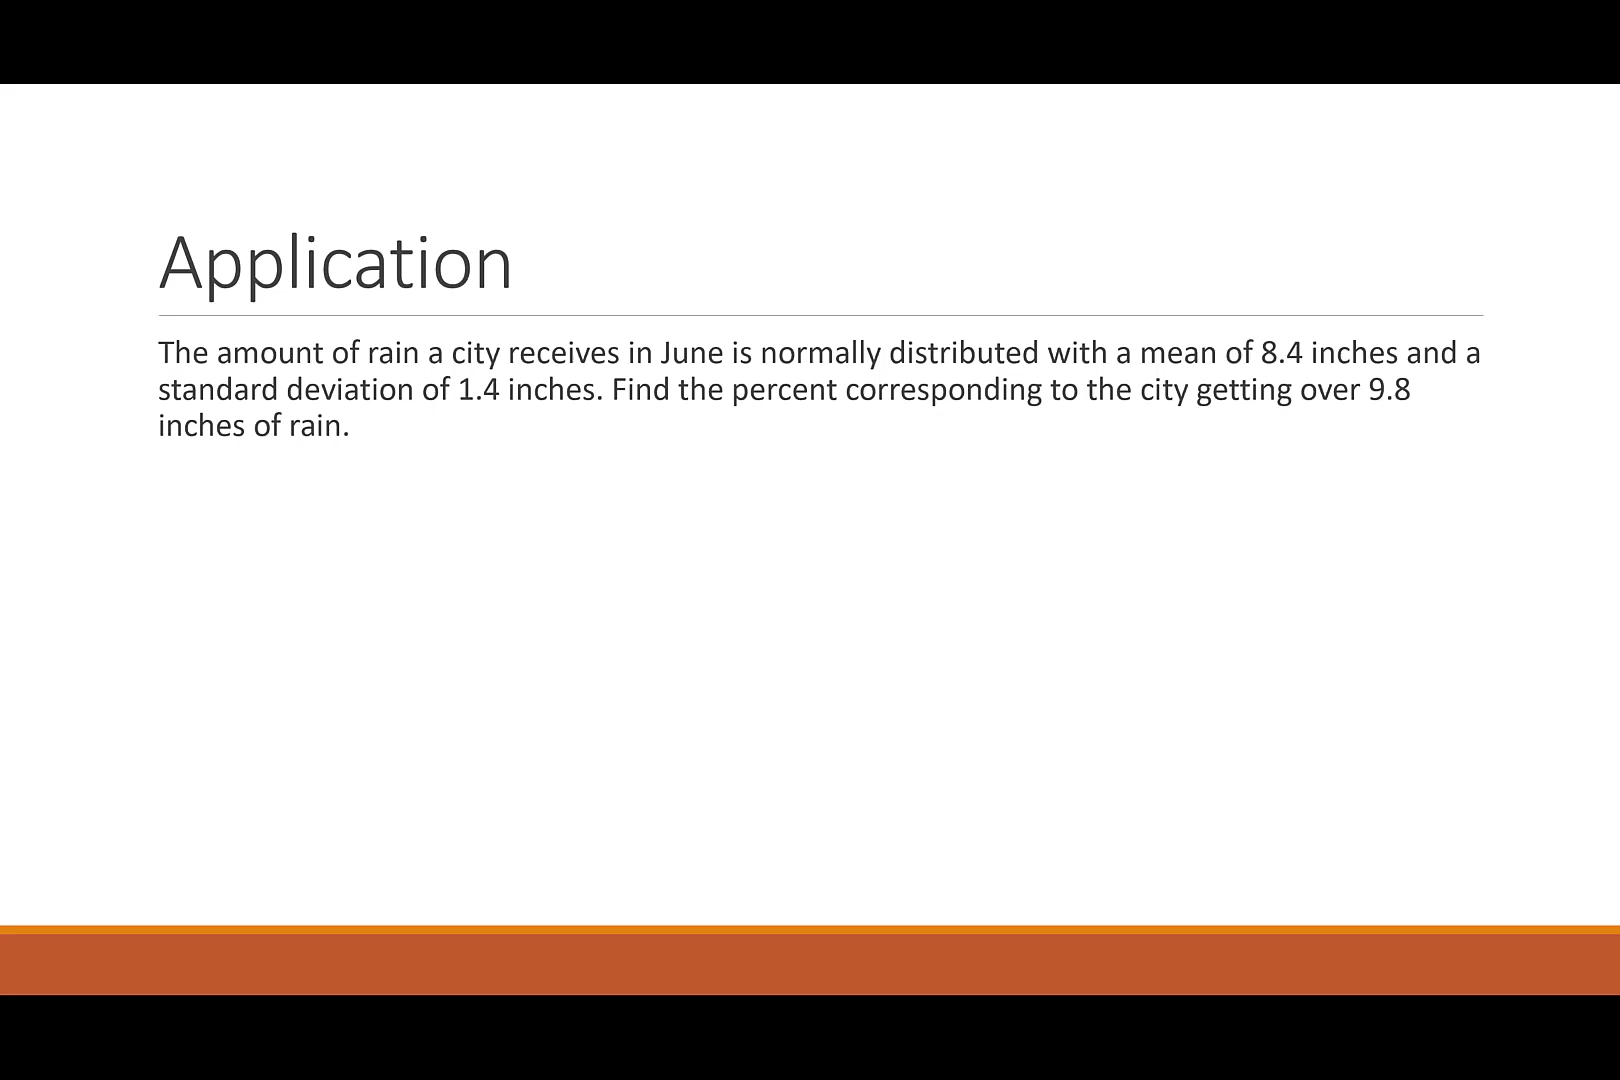 Application
The amount of rain a city receives in June is normally distributed with a mean of 8.4 inches and a
standard deviation of 1.4 inches. Find the percent corresponding to the city getting over 9.8
inches of rain.